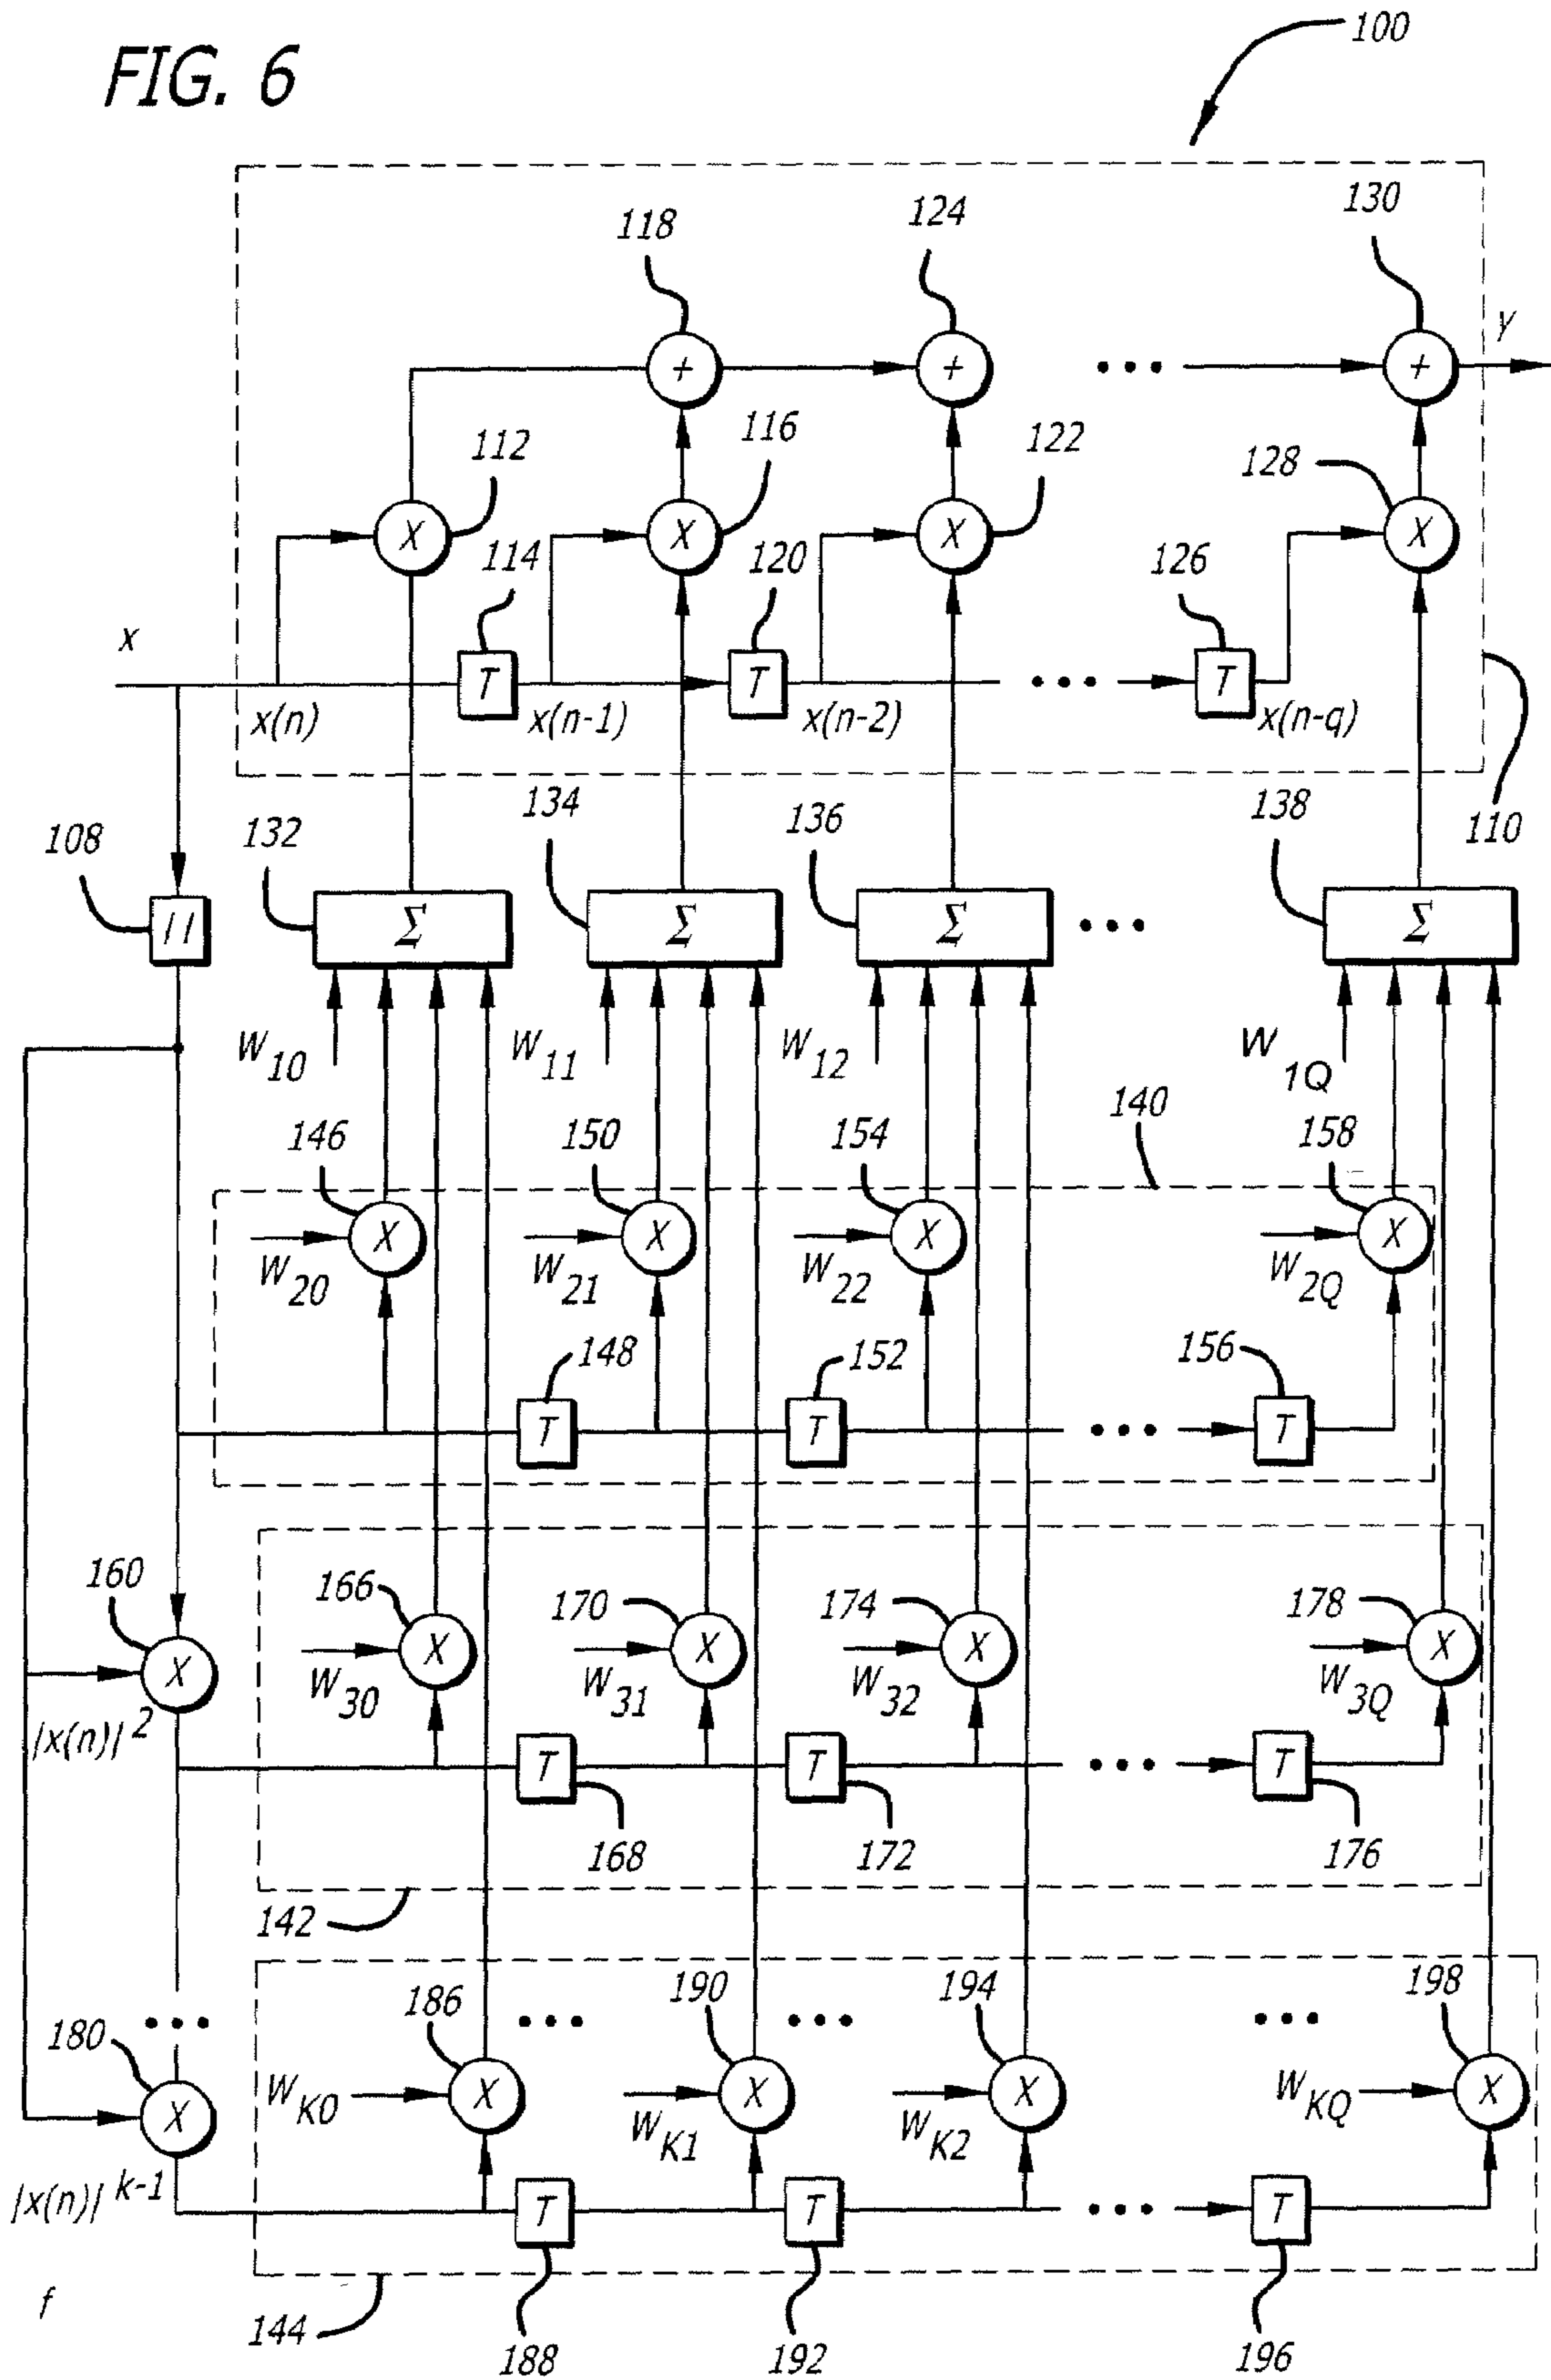 FIG. 6
100
118
124
130
+
+
...
+
y
112
116
122
128
X
X
X
X
114
120
126
x
T
T
...
T
x(n)
x(n-1)
x(n-2)
x(n-q)
110
108
132
134
136
138
| |
Σ
Σ
Σ
...
Σ
W10
W11
W12
W1Q
140
146
150
154
158
X
X
X
X
W20
W21
W22
W2Q
148
152
156
T
T
...
T
160
166
170
174
178
X
X
X
X
X
W30
W31
W32
W3Q
|x(n)|2
T
T
...
T
168
172
176
142
186
190
194
198
...
...
...
...
180
X
WK0
X
WK1
X
WK2
X
WKQ
X
|x(n)| k-1
T
T
...
T
f
144
188
192
196